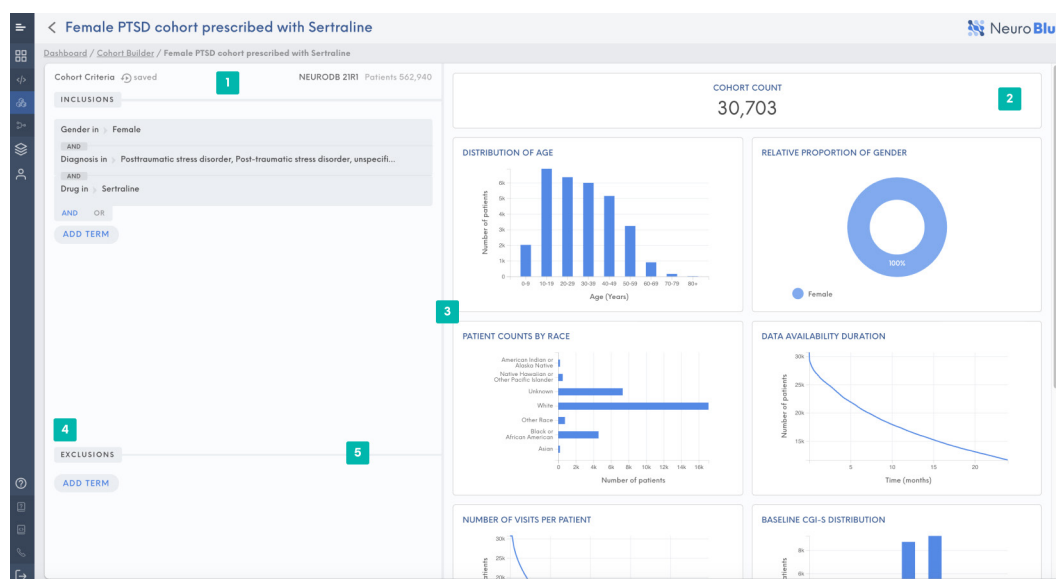 Female PTSD cohort prescribed with Sertraline
Neuro Blu
Dashboard / Cohort Builder / Female PTSD cohort prescribed with Sertraline
Cohort Criteria saved
1
NEURODB 21R1 Patients 562,940
INCLUSIONS
Gender in > Female
AND
Diagnosis in > Posttraumatic stress disorder, Post-traumatic stress disorder, unspecifi...
AND
Drug in > Sertraline
AND OR
ADD TERM
3
4
EXCLUSIONS
5
ADD TERM
COHORT COUNT
30,703
2
DISTRIBUTION OF AGE
Number of patients
6k
5k
4k
3k
2k
1k
0
0-9 10-19 20-29 30-39 40-49 50-59 60-69 70-79 80+
Age (Years)
RELATIVE PROPORTION OF GENDER
100%
Female
PATIENT COUNTS BY RACE
American Indian or
Alaska Native
Native Hawaiian or
Other Pacific Islander
Unknown
White
Other Race
Black or
African American
Asian
0 2k 4k 6k 8k 10k 12k 14k 16k
Number of patients
DATA AVAILABILITY DURATION
Number of patients
30k
25k
20k
15k
5 10 15 20
Time (months)
NUMBER OF VISITS PER PATIENT
30k
25k
20k
BASELINE CGI-S DISTRIBUTION
8k
6k